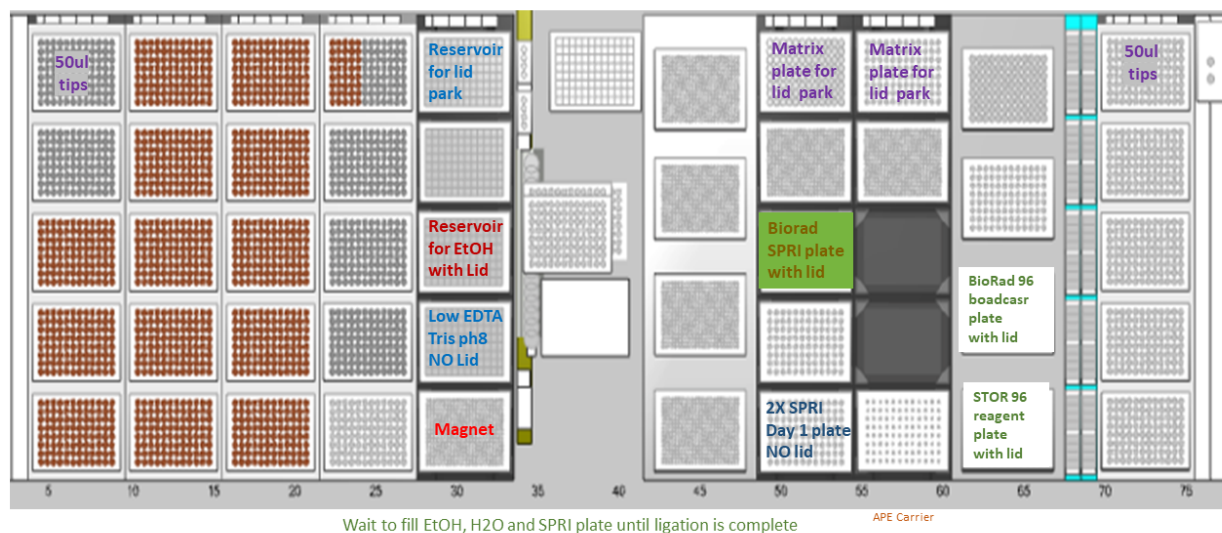 50ul
tips
Reservoir
for lid
park
Matrix
plate for
lid park
Matrix
plate for
lid park
50ul
tips
Reservoir
for EtOH
with Lid
Biorad
SPRI plate
with lid
Low EDTA
Tris ph8
NO Lid
BioRad 96
boadcasr
plate
with lid
Magnet
2X SPRI
Day 1 plate
NO lid
STOR 96
reagent
plate
with lid
5 10 15 20 25 30 35 40 45 50 55 60 65 70 75
Wait to fill EtOH, H2O and SPRI plate until ligation is complete
APE Carrier